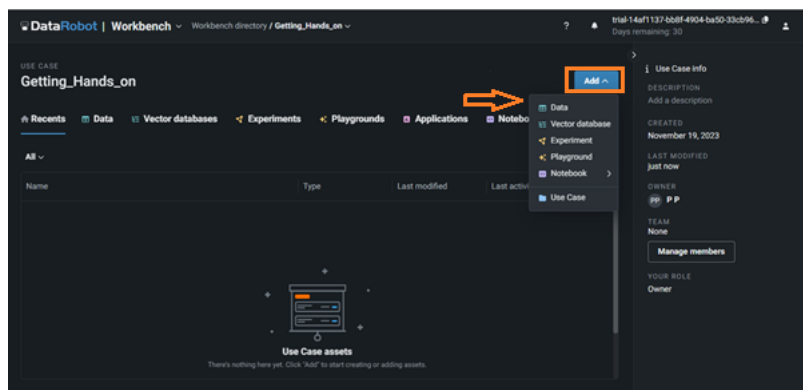 DataRobot | Workbench Workbench directory / Getting_Hands_on ? trial-14af1137-bb8f-4904-ba50-33cb96...
Days remaining: 30
USE CASE
Getting_Hands_on
Add
Recents Data Vector databases Experiments Playgrounds Applications Notebo
All
Name Type Last modified Last activi
Data
Vector database
Experiment
Playground
Notebook
Use Case
Use Case assets
There's nothing here yet. Click "Add" to start creating or adding assets.
i Use Case info
DESCRIPTION
Add a description
CREATED
November 19, 2023
LAST MODIFIED
just now
OWNER
PP P P
TEAM
None
Manage members
YOUR ROLE
Owner